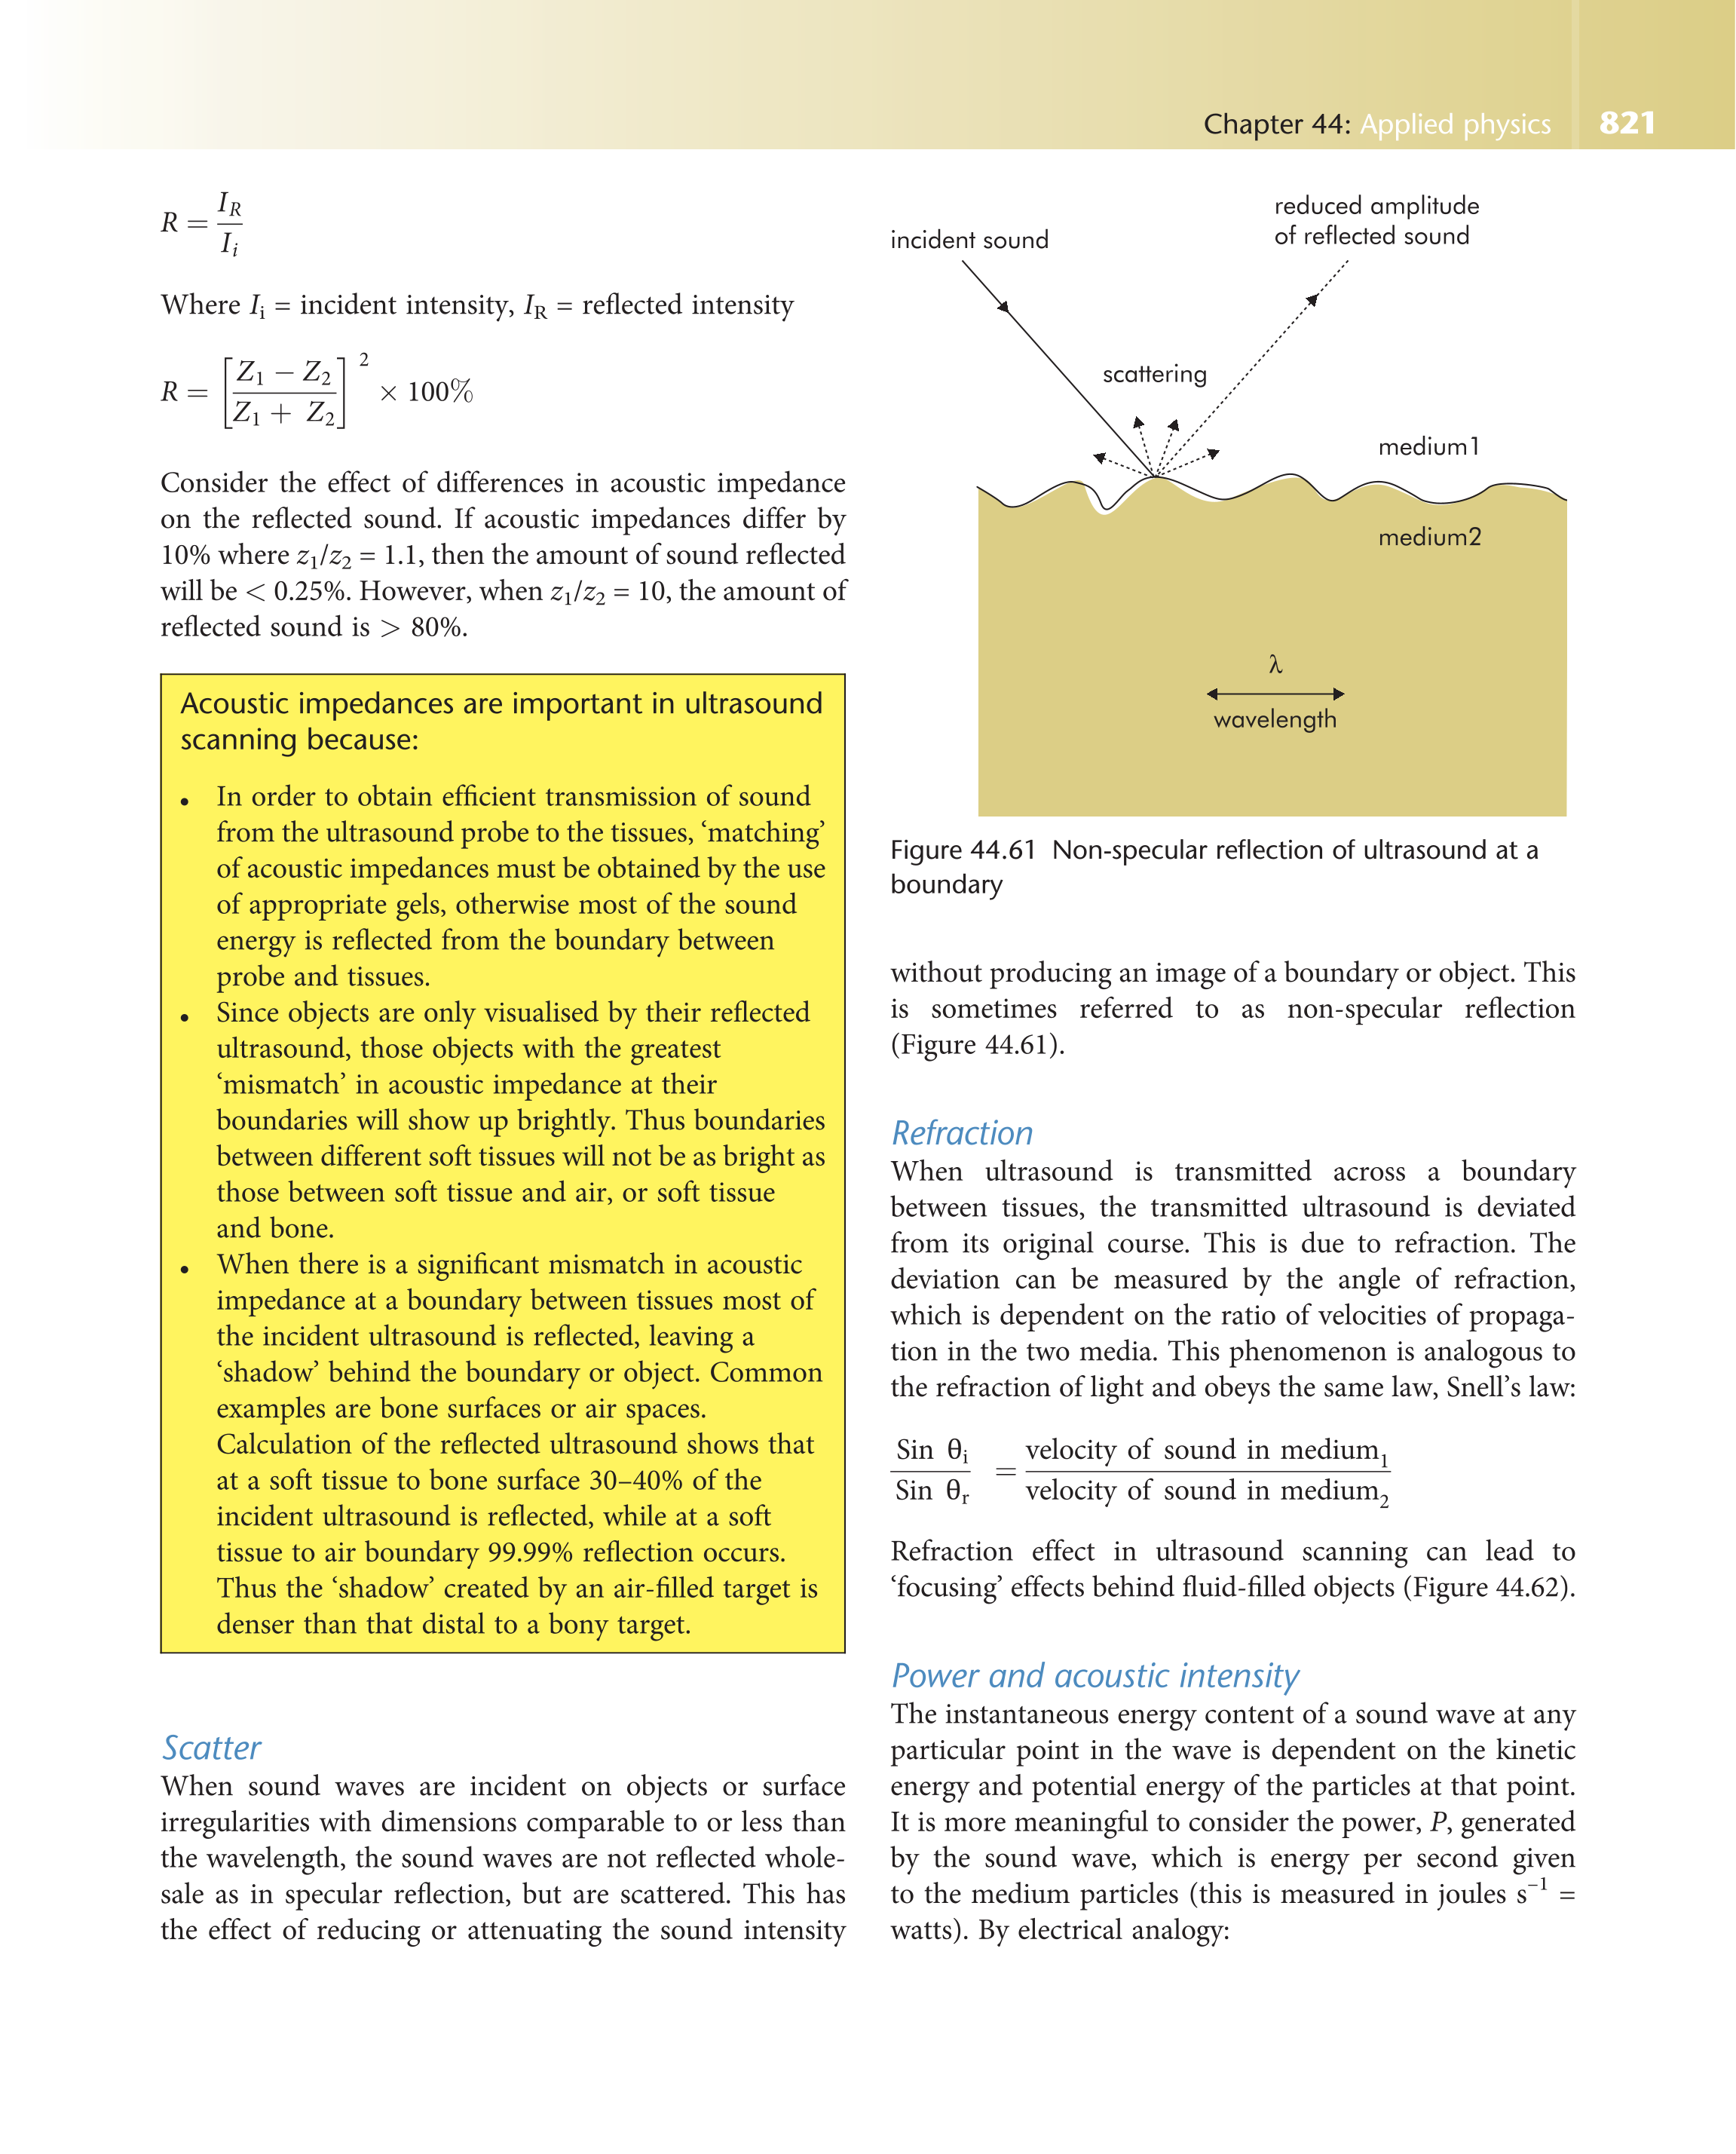 Chapter 44: Applied physics 821
R = I_R / I_i
Where I_i = incident intensity, I_R = reflected intensity
R = [(Z_1 − Z_2) / (Z_1 + Z_2)]^2 × 100%
Consider the effect of differences in acoustic impedance
on the reflected sound. If acoustic impedances differ by
10% where z_1/z_2 = 1.1, then the amount of sound reflected
will be < 0.25%. However, when z_1/z_2 = 10, the amount of
reflected sound is > 80%.
Acoustic impedances are important in ultrasound
scanning because:
• In order to obtain efficient transmission of sound
from the ultrasound probe to the tissues, ‘matching’
of acoustic impedances must be obtained by the use
of appropriate gels, otherwise most of the sound
energy is reflected from the boundary between
probe and tissues.
• Since objects are only visualised by their reflected
ultrasound, those objects with the greatest
‘mismatch’ in acoustic impedance at their
boundaries will show up brightly. Thus boundaries
between different soft tissues will not be as bright as
those between soft tissue and air, or soft tissue
and bone.
• When there is a significant mismatch in acoustic
impedance at a boundary between tissues most of
the incident ultrasound is reflected, leaving a
‘shadow’ behind the boundary or object. Common
examples are bone surfaces or air spaces.
Calculation of the reflected ultrasound shows that
at a soft tissue to bone surface 30–40% of the
incident ultrasound is reflected, while at a soft
tissue to air boundary 99.99% reflection occurs.
Thus the ‘shadow’ created by an air-filled target is
denser than that distal to a bony target.
Scatter
When sound waves are incident on objects or surface
irregularities with dimensions comparable to or less than
the wavelength, the sound waves are not reflected whole-
sale as in specular reflection, but are scattered. This has
the effect of reducing or attenuating the sound intensity
incident sound
reduced amplitude
of reflected sound
scattering
medium1
medium2
λ
wavelength
Figure 44.61 Non-specular reflection of ultrasound at a
boundary
without producing an image of a boundary or object. This
is sometimes referred to as non-specular reflection
(Figure 44.61).
Refraction
When ultrasound is transmitted across a boundary
between tissues, the transmitted ultrasound is deviated
from its original course. This is due to refraction. The
deviation can be measured by the angle of refraction,
which is dependent on the ratio of velocities of propaga-
tion in the two media. This phenomenon is analogous to
the refraction of light and obeys the same law, Snell’s law:
Sin θ_i / Sin θ_r = velocity of sound in medium_1 / velocity of sound in medium_2
Refraction effect in ultrasound scanning can lead to
‘focusing’ effects behind fluid-filled objects (Figure 44.62).
Power and acoustic intensity
The instantaneous energy content of a sound wave at any
particular point in the wave is dependent on the kinetic
energy and potential energy of the particles at that point.
It is more meaningful to consider the power, P, generated
by the sound wave, which is energy per second given
to the medium particles (this is measured in joules s^−1 =
watts). By electrical analogy: